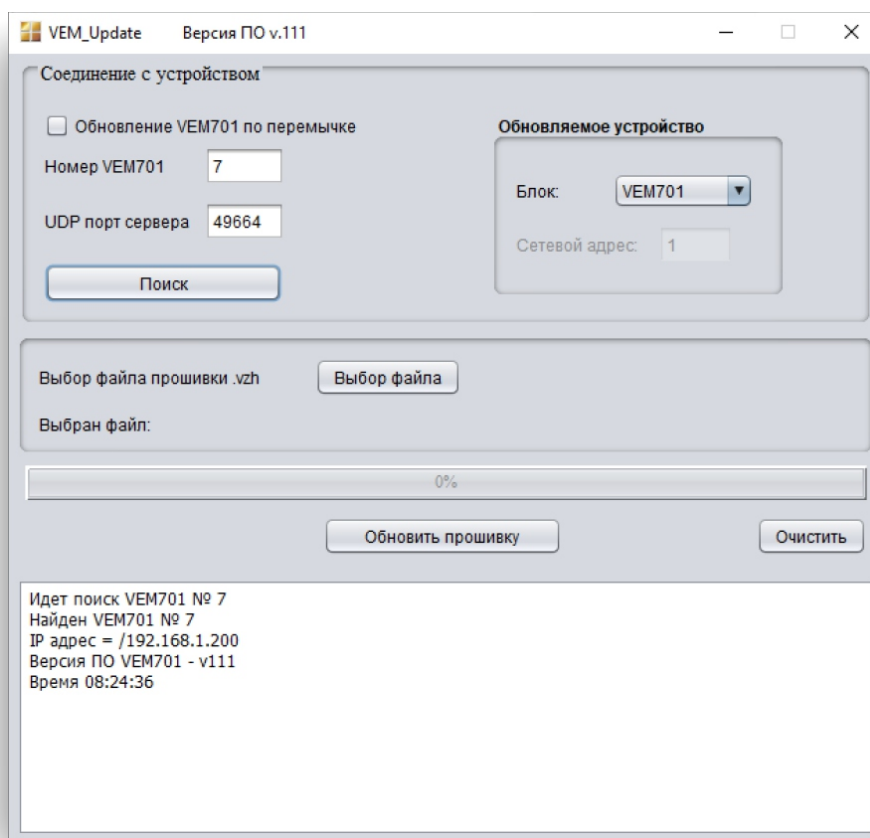 VEM_Update Версия ПО v.111
Соединение с устройством
Обновление VEM701 по перемычке
Номер VEM701 7
UDP порт сервера 49664
Поиск
Обновляемое устройство
Блок: VEM701
Сетевой адрес: 1
Выбор файла прошивки .vzh Выбор файла
Выбран файл:
0%
Обновить прошивку Очистить
Идет поиск VEM701 № 7
Найден VEM701 № 7
IP адрес = /192.168.1.200
Версия ПО VEM701 - v111
Время 08:24:36